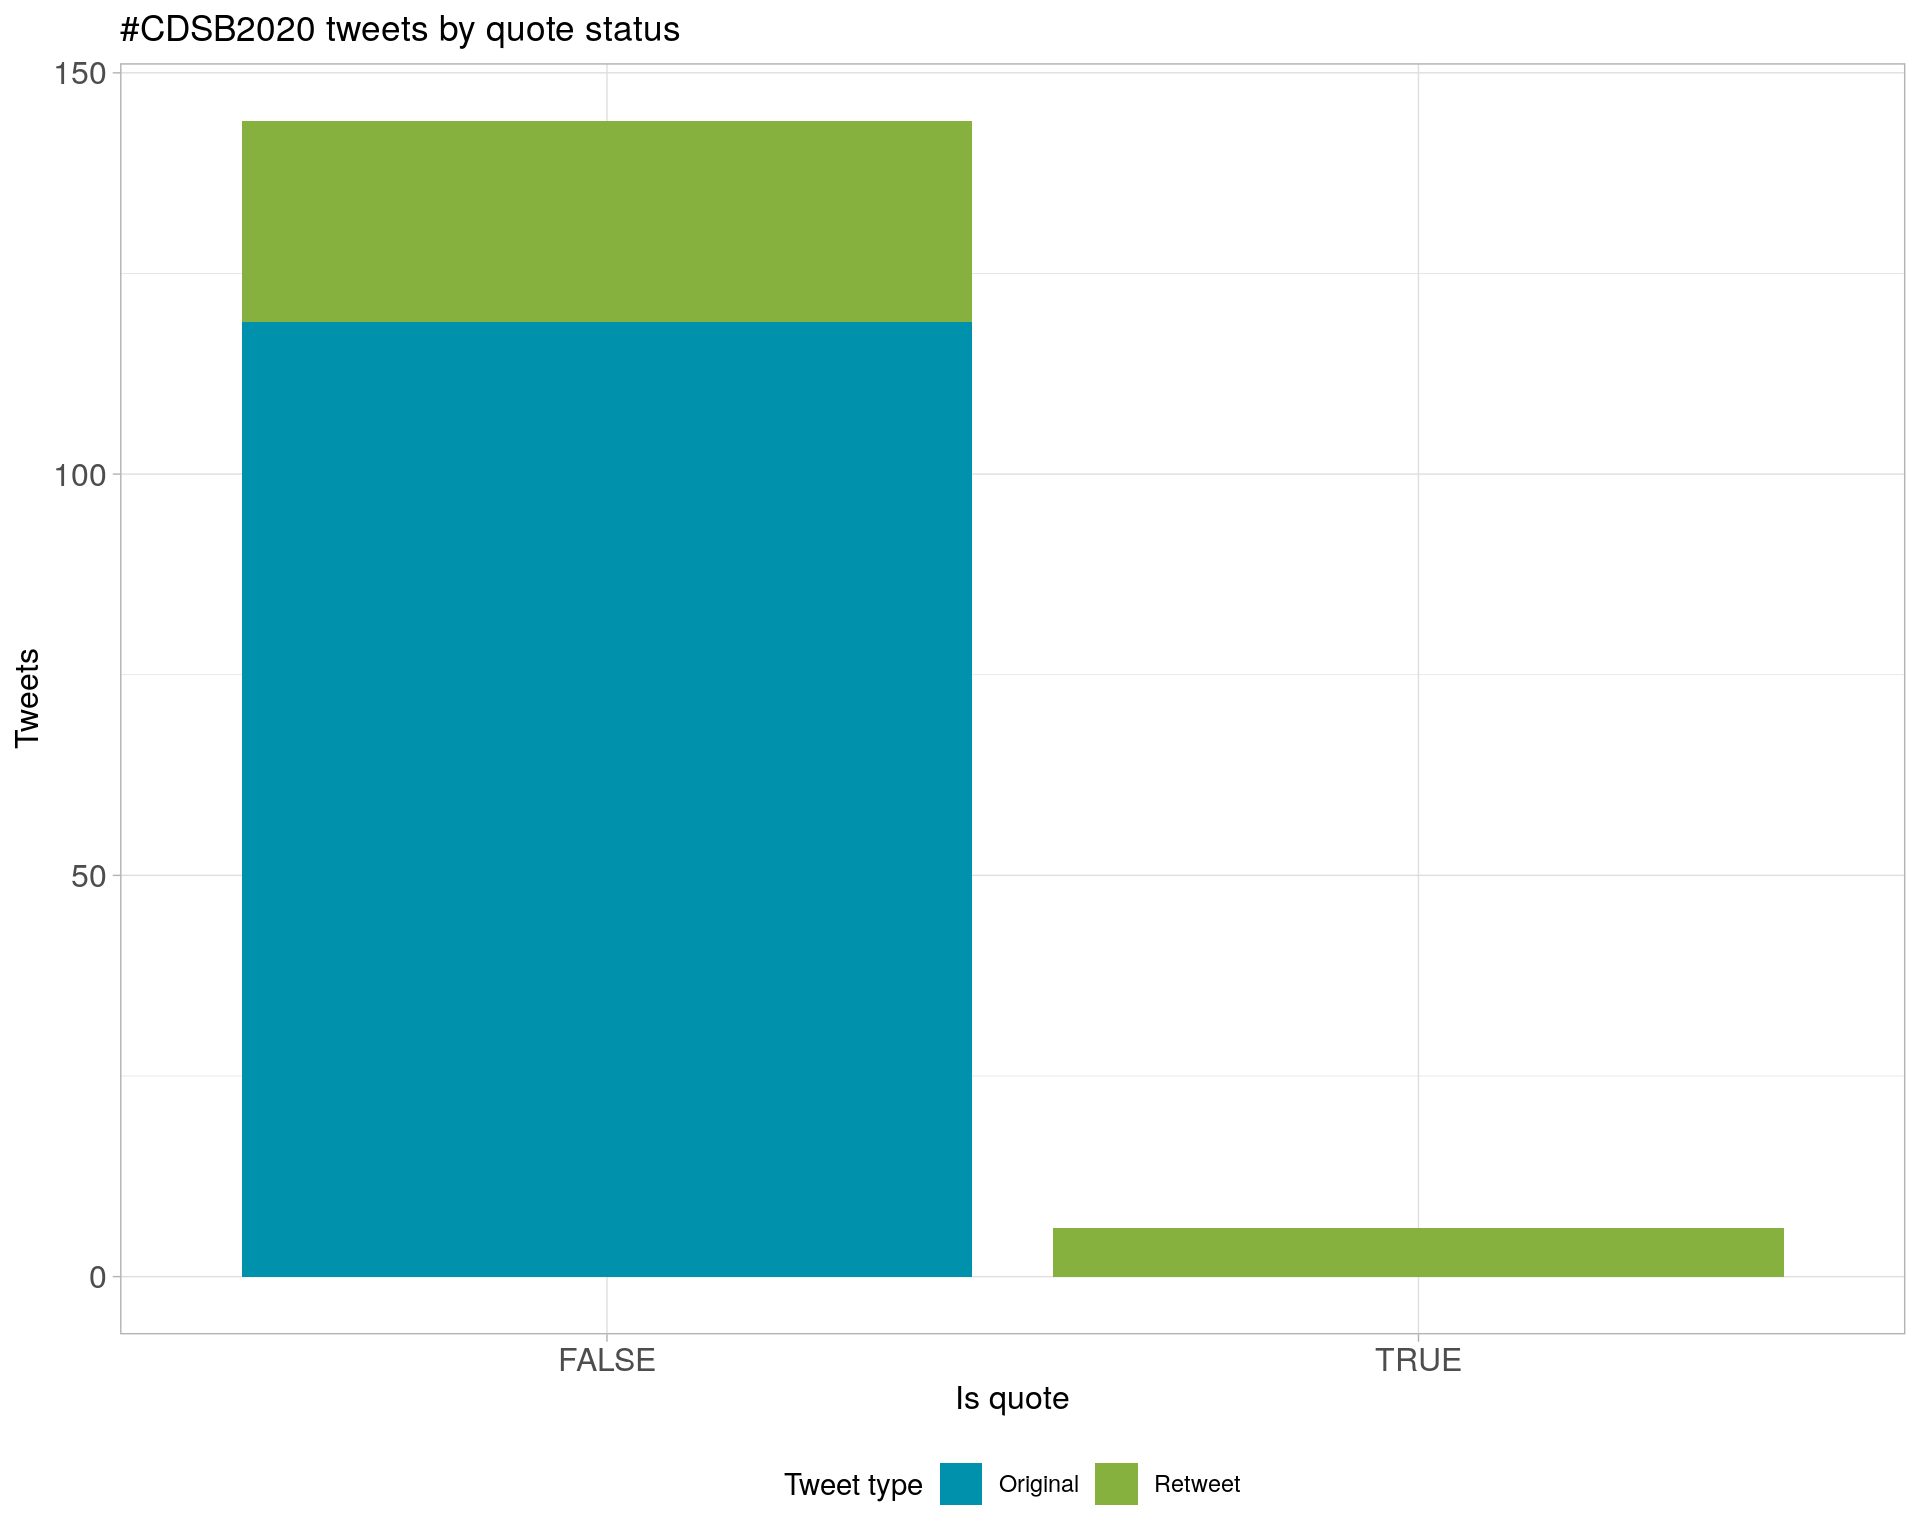 #CDSB2020 tweets by quote status
150
100
50
0
Tweets
FALSE TRUE
Is quote
Tweet type Original Retweet